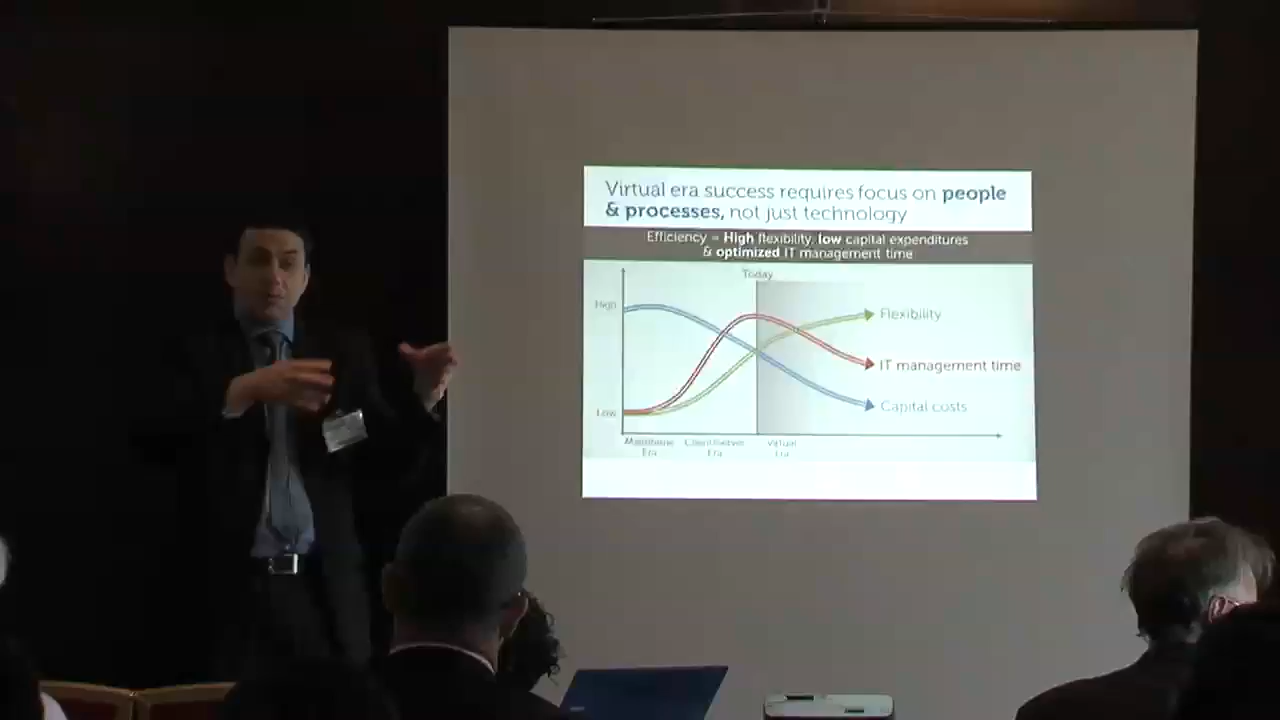 Virtual era success requires focus on people
& processes, not just technology
Efficiency = High flexibility, low capital expenditures
& optimized IT management time
Today
High
Flexibility
IT management time
Capital costs
Low
Mainframe Era
Client/Server Era
Virtual Era